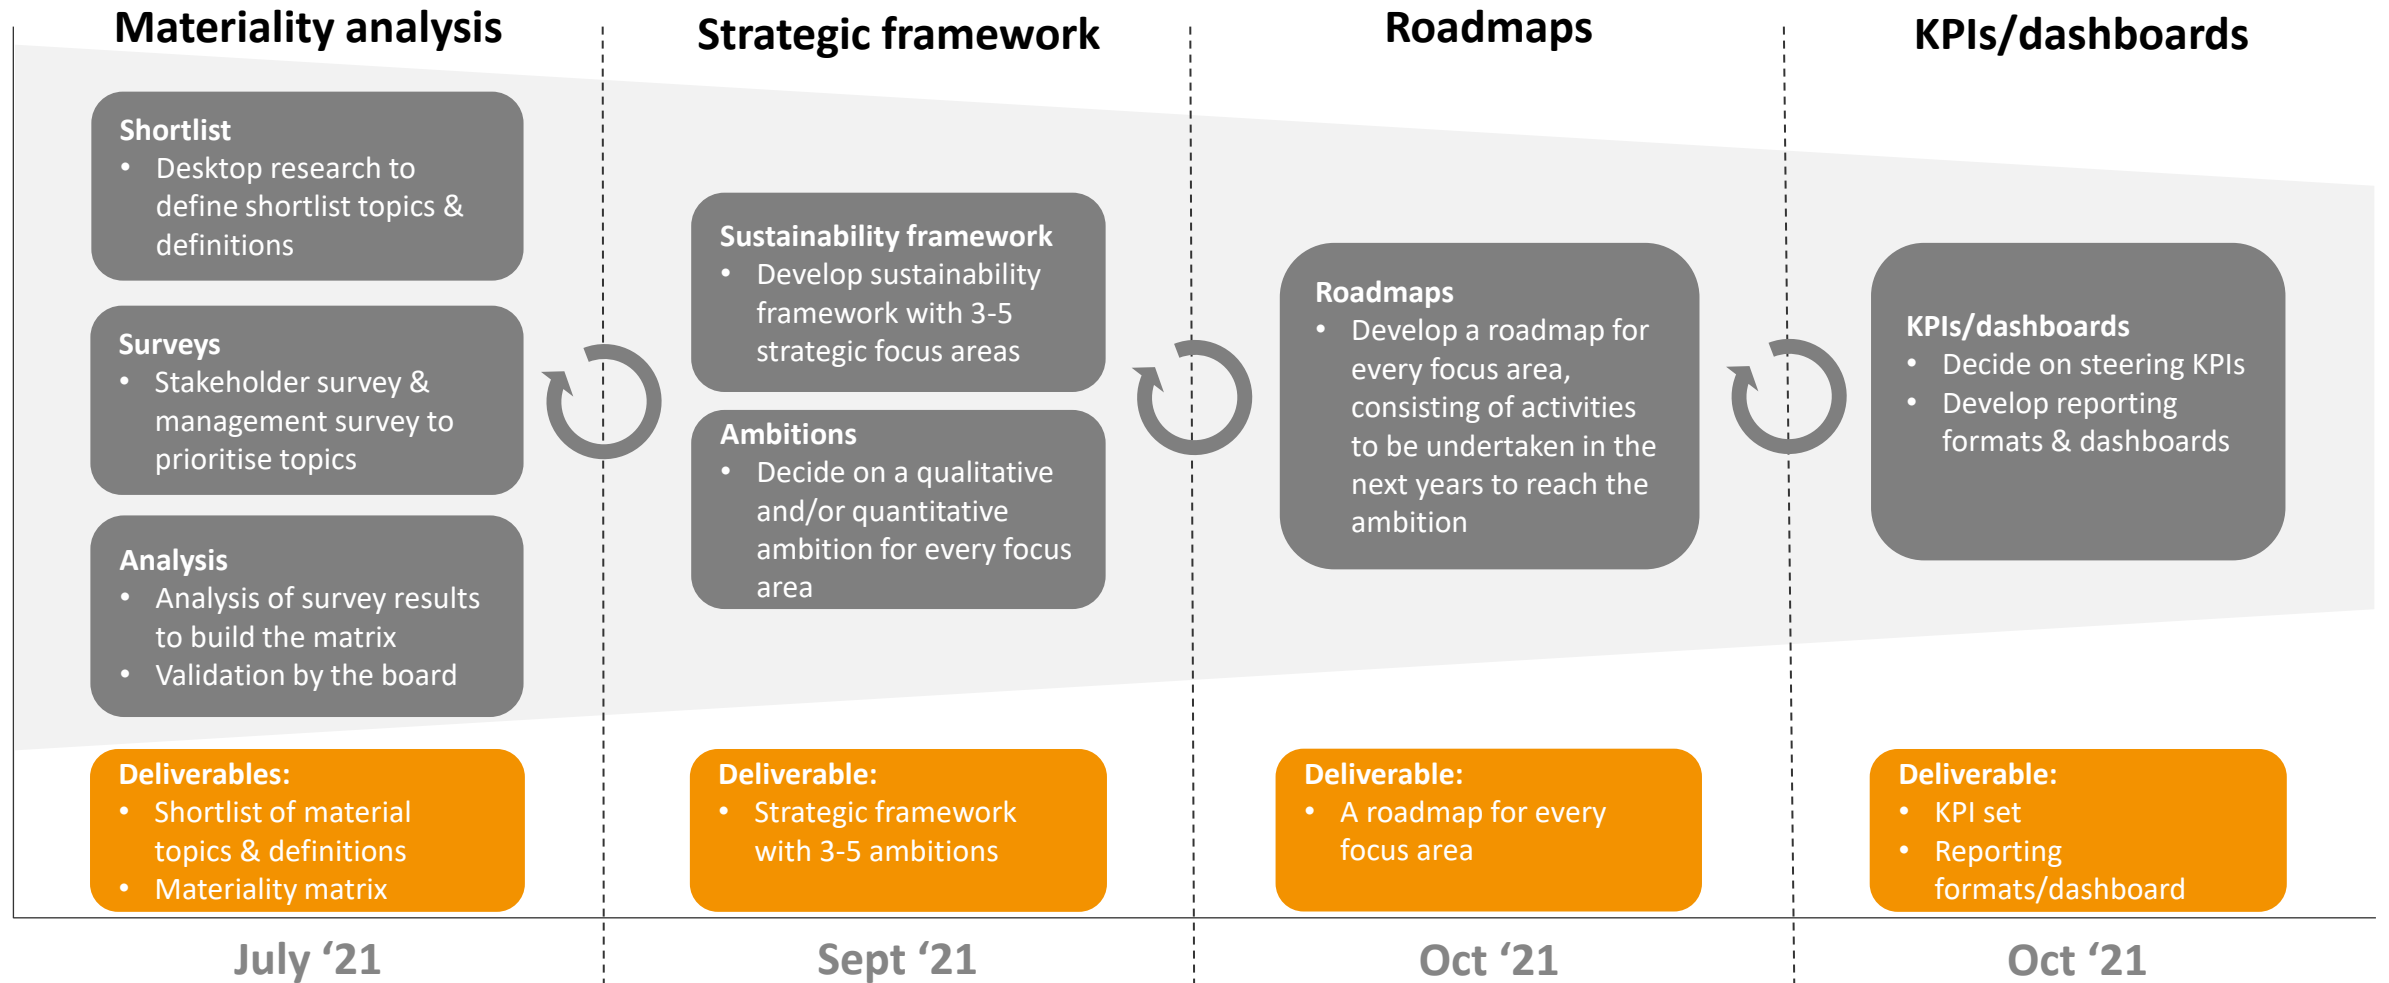 Materiality analysis
Shortlist
• Desktop research to
define shortlist topics &
definitions
Surveys
• Stakeholder survey &
management survey to
prioritise topics
Analysis
• Analysis of survey results
to build the matrix
• Validation by the board
Deliverables:
• Shortlist of material
topics & definitions
• Materiality matrix
July ‘21
Strategic framework
Sustainability framework
• Develop sustainability
framework with 3-5
strategic focus areas
Ambitions
• Decide on a qualitative
and/or quantitative
ambition for every focus
area
Deliverable:
• Strategic framework
with 3-5 ambitions
Sept ‘21
Roadmaps
Roadmaps
• Develop a roadmap for
every focus area,
consisting of activities
to be undertaken in the
next years to reach the
ambition
Deliverable:
• A roadmap for every
focus area
Oct ‘21
KPIs/dashboards
KPIs/dashboards
• Decide on steering KPIs
• Develop reporting
formats & dashboards
Deliverable:
• KPI set
• Reporting
formats/dashboard
Oct ‘21